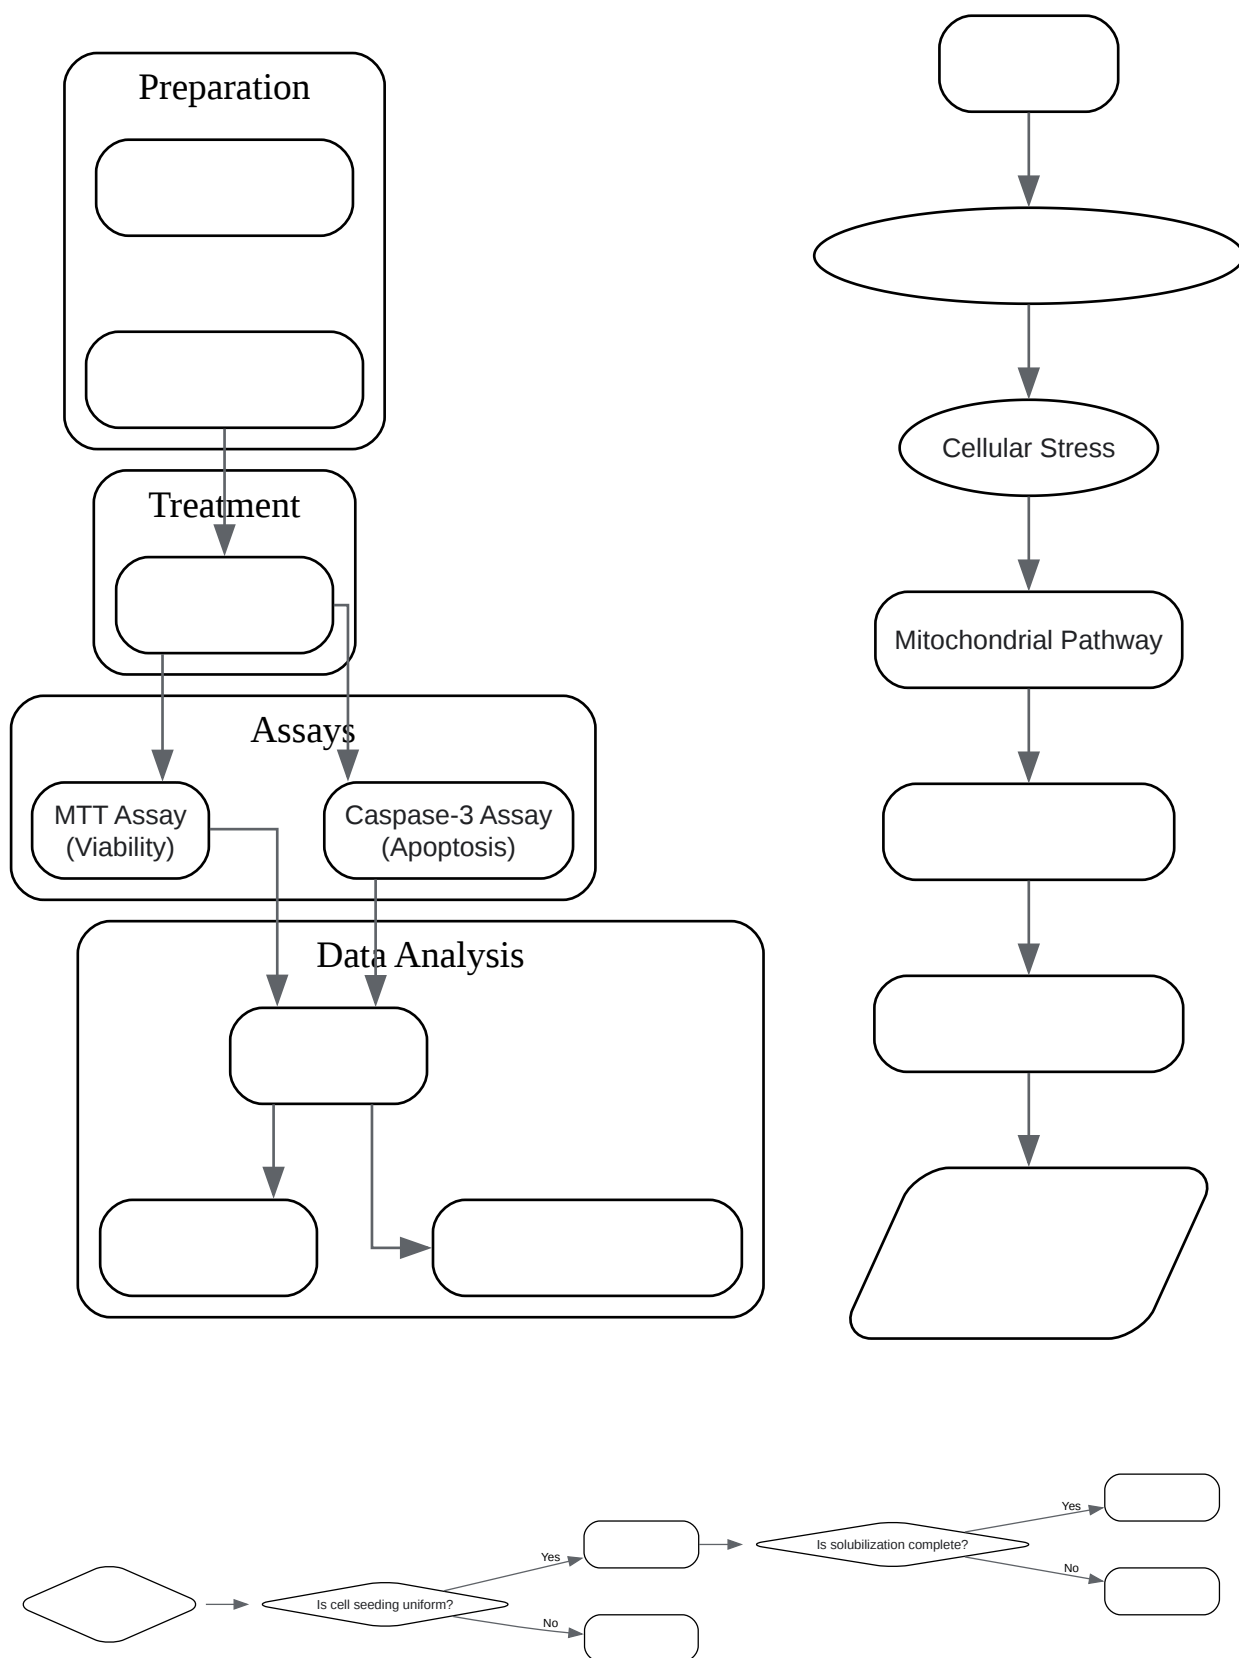 Preparation
Treatment
Assays
MTT Assay
(Viability)
Caspase-3 Assay
(Apoptosis)
Data Analysis
Cellular Stress
Mitochondrial Pathway
Is cell seeding uniform?
Yes
No
Is solubilization complete?
Yes
No